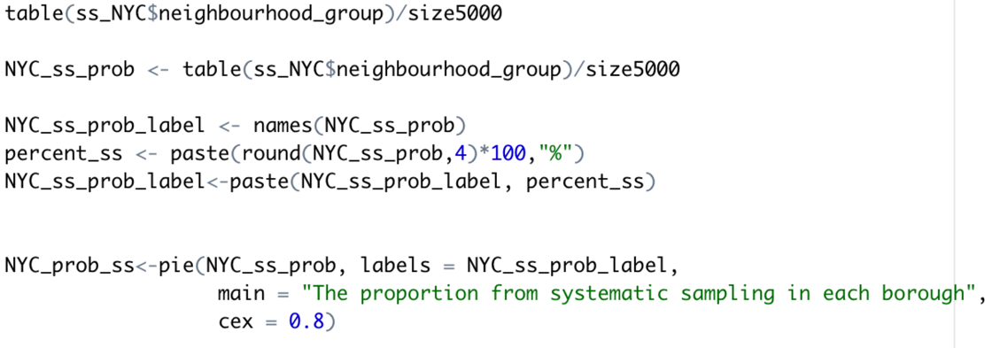 table(ss_NYC$neighbourhood_group)/size5000
NYC_ss_prob <- table(ss_NYC$neighbourhood_group)/size5000
NYC_ss_prob_label <- names(NYC_ss_prob)
percent_ss <- paste(round(NYC_ss_prob,4)*100,"%")
NYC_ss_prob_label<-paste(NYC_ss_prob_label, percent_ss)
NYC_prob_ss<-pie(NYC_ss_prob, labels = NYC_ss_prob_label,
main = "The proportion from systematic sampling in each borough",
cex = 0.8)